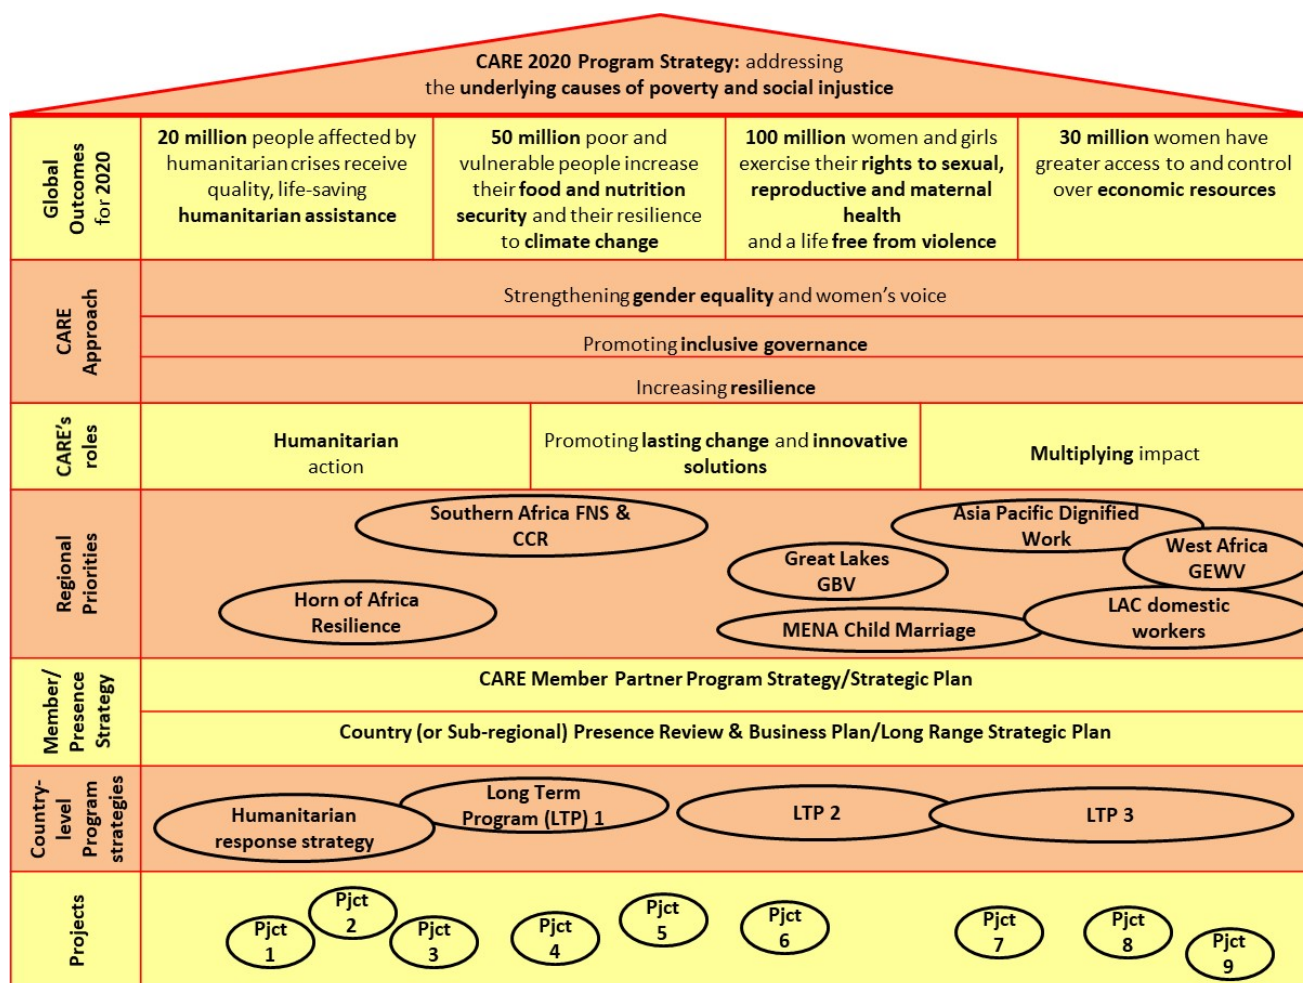 CARE 2020 Program Strategy: addressing
the underlying causes of poverty and social injustice
Global
Outcomes
for 2020
20 million people affected by
humanitarian crises receive
quality, life-saving
humanitarian assistance
50 million poor and
vulnerable people increase
their food and nutrition
security and their resilience
to climate change
100 million women and girls
exercise their rights to sexual,
reproductive and maternal
health
and a life free from violence
30 million women have
greater access to and control
over economic resources
CARE
Approach
Strengthening gender equality and women’s voice
Promoting inclusive governance
Increasing resilience
CARE’s
roles
Humanitarian
action
Promoting lasting change and innovative
solutions
Multiplying impact
Regional
Priorities
Southern Africa FNS &
CCR
Asia Pacific Dignified
Work
West Africa
GEWV
Great Lakes
GBV
Horn of Africa
Resilience
MENA Child Marriage
LAC domestic
workers
Member/
Presence
Strategy
CARE Member Partner Program Strategy/Strategic Plan
Country (or Sub-regional) Presence Review & Business Plan/Long Range Strategic Plan
Country-
level
Program
strategies
Humanitarian
response strategy
Long Term
Program (LTP) 1
LTP 2
LTP 3
Projects
Pjct
1
Pjct
2
Pjct
3
Pjct
4
Pjct
5
Pjct
6
Pjct
7
Pjct
8
Pjct
9